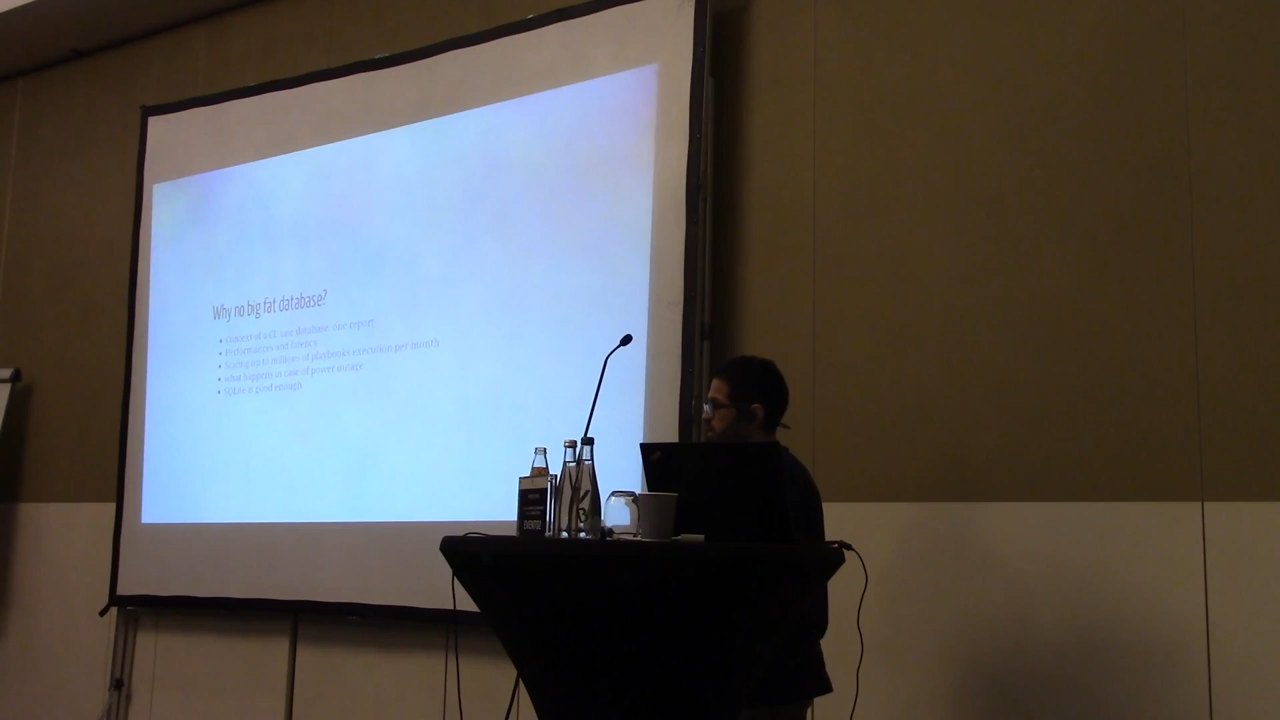 Why no big fat database?
Context of a CI: one database, one report
Performances and latency
Scaling up to millions of playbooks execution per month
what happens in case of power outage
SQLite is good enough
EVENTYZ